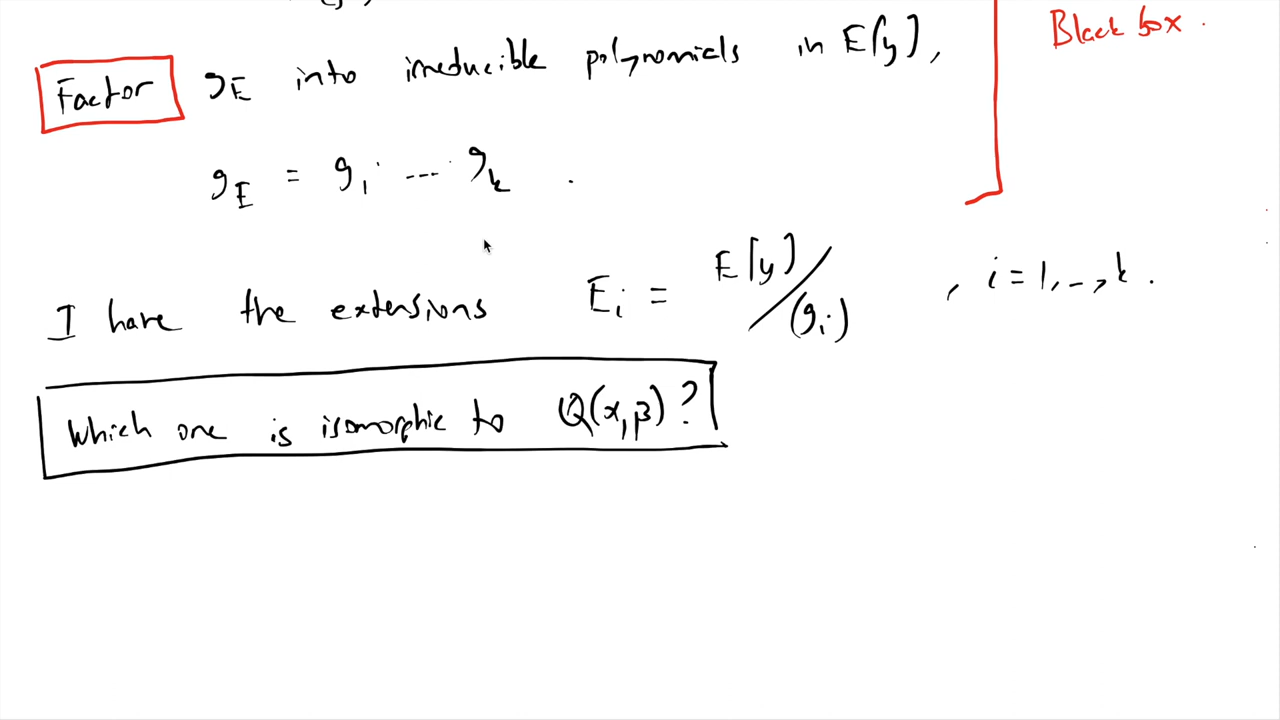 Black box.
Factor g_E into irreducible polynomials in E[y],
g_E = g_1 ... g_k .
I have the extensions E_i = E[y]/(g_i) , i=1,..,k.
Which one is isomorphic to Q(α,β)?